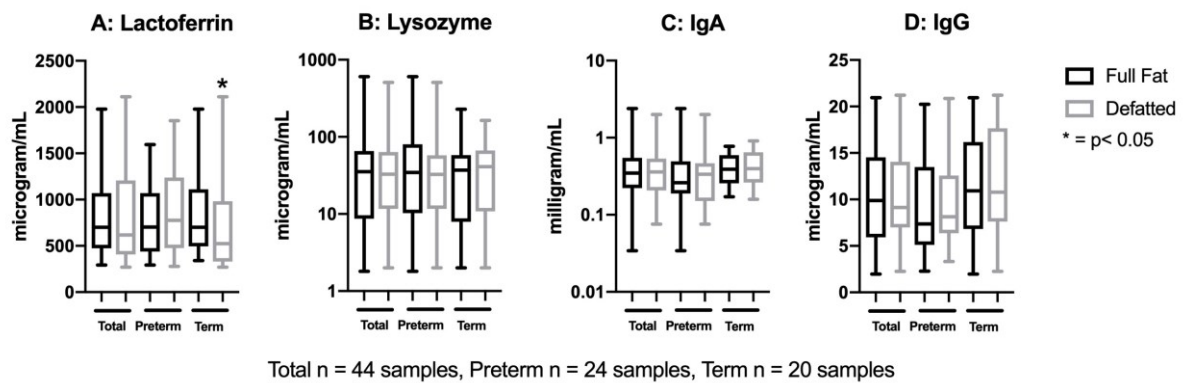 A: Lactoferrin
microgram/mL
2500
2000
1500
1000
500
0
*
Total Preterm Term
B: Lysozyme
microgram/mL
1000
100
10
1
Total Preterm Term
C: IgA
milligram/mL
10
1
0.1
0.01
Total Preterm Term
D: IgG
microgram/mL
25
20
15
10
5
0
Total Preterm Term
Full Fat
Defatted
* = p< 0.05
Total n = 44 samples, Preterm n = 24 samples, Term n = 20 samples